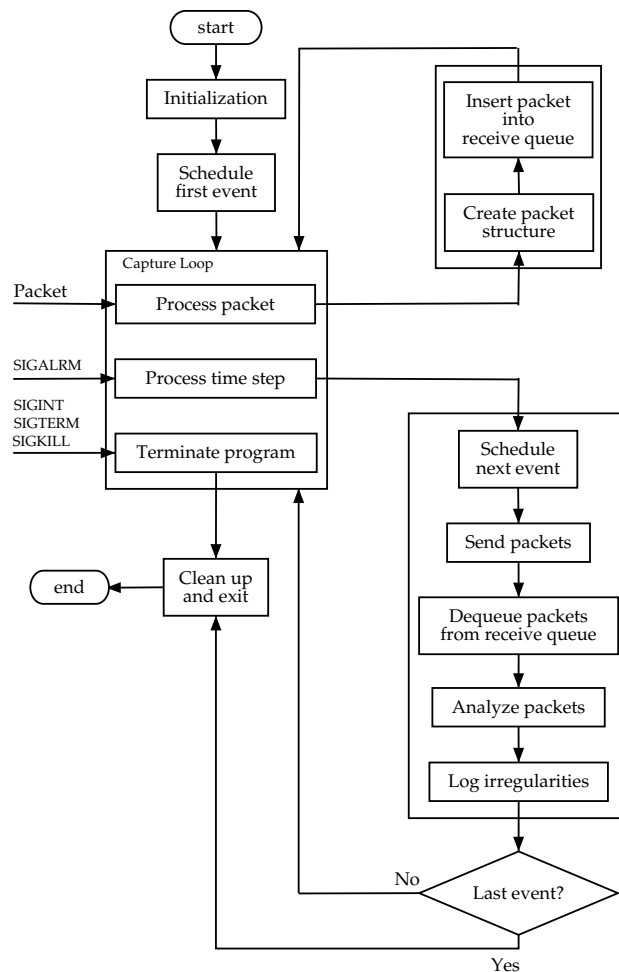 start
Initialization
Schedule
first event
Insert packet
into
receive queue
Create packet
structure
Capture Loop
Packet
Process packet
SIGALRM
Process time step
SIGINT
SIGTERM
SIGKILL
Terminate program
Schedule
next event
Send packets
end
Clean up
and exit
Dequeue packets
from receive queue
Analyze packets
Log irregularities
No
Last event?
Yes